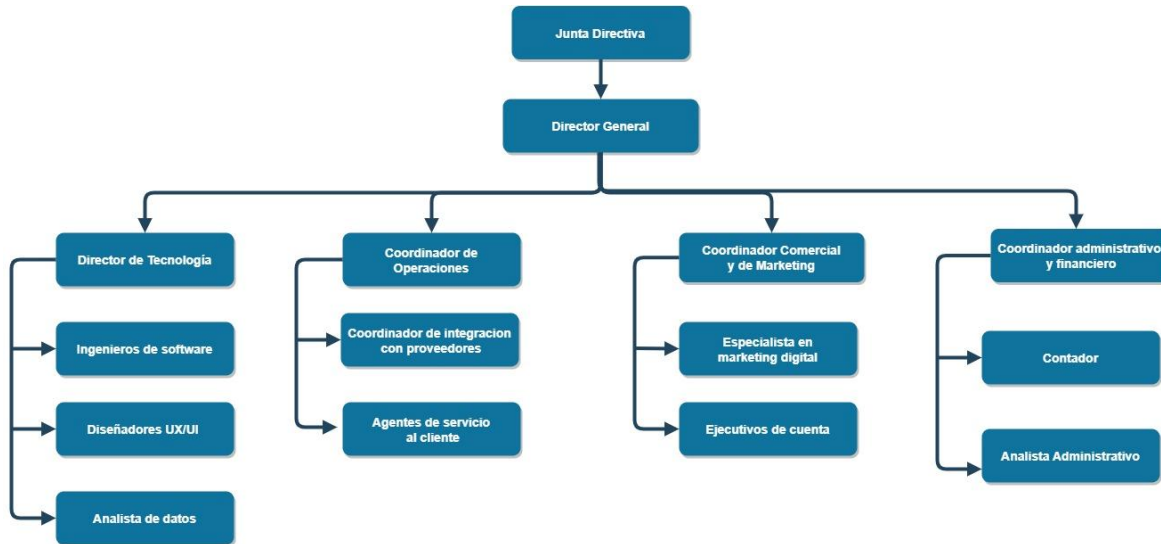 Junta Directiva
Director General
Director de Tecnología
Coordinador de
Operaciones
Coordinador Comercial
y de Marketing
Coordinador administrativo
y financiero
Ingenieros de software
Coordinador de integracion
con proveedores
Especialista en
marketing digital
Contador
Diseñadores UX/UI
Agentes de servicio
al cliente
Ejecutivos de cuenta
Analista Administrativo
Analista de datos